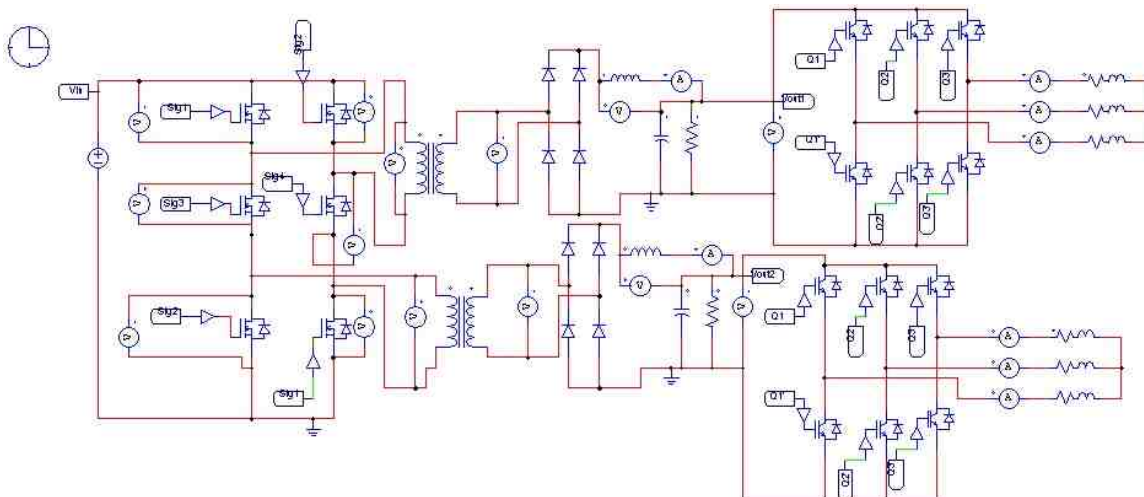 Vin
Sig1
Sig2
Sig3
Sig4
Sig2
Sig1
V
V
V
V
V
V
V
V
V
V
V
V
V
V
A
A
Vout1
Vout2
Q1
Q2
Q3
Q1'
Q2'
Q3'
A
A
A
Q1
Q2
Q3
Q1'
Q2'
Q3'
A
A
A